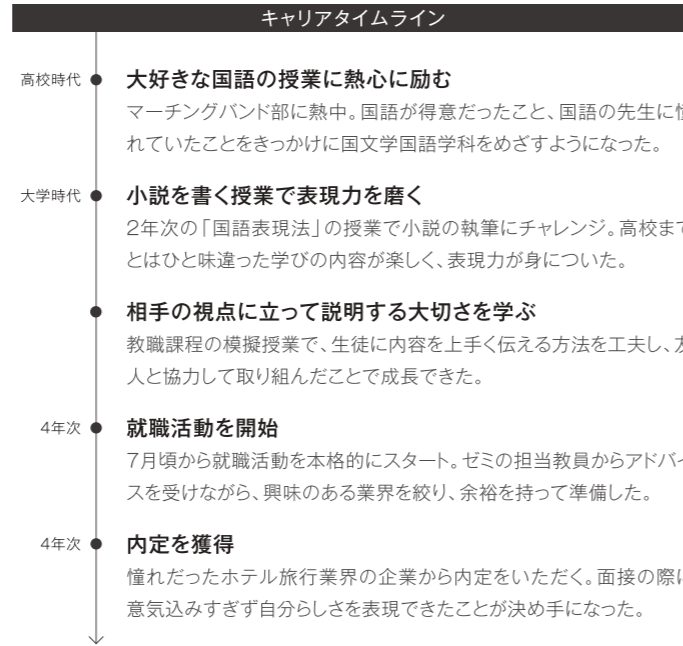 キャリアタイムライン
高校時代
大好きな国語の授業に熱心に励む
マーチングバンド部に熱中。国語が得意だったこと、国語の先生に憧
れていたことをきっかけに国文学国語学科をめざすようになった。
大学時代
小説を書く授業で表現力を磨く
2年次の「国語表現法」の授業で小説の執筆にチャレンジ。高校まで
とはひと味違った学びの内容が楽しく、表現力が身についた。
相手の視点に立って説明する大切さを学ぶ
教職課程の模擬授業で、生徒に内容を上手く伝える方法を工夫し、友
人と協力して取り組んだことで成長できた。
4年次
就職活動を開始
7月頃から就職活動を本格的にスタート。ゼミの担当教員からアドバイ
スを受けながら、興味のある業界を絞り、余裕を持って準備した。
4年次
内定を獲得
憧れだったホテル旅行業界の企業から内定をいただく。面接の際に
意気込みすぎず自分らしさを表現できたことが決め手になった。